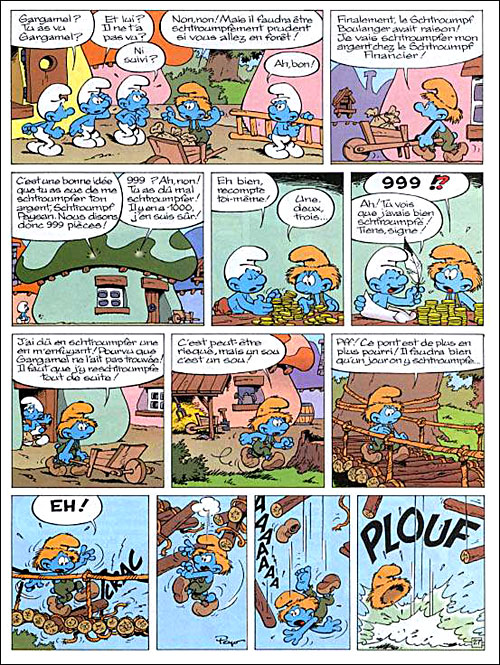 Gargamel?
Tu as vu
Gargamel?
Et lui?
Il ne t'a
pas vu?
Ni
suivi?
Non, non! Mais il faudra être
schtroumpfement prudent
si vous allez en forêt!
Ah, bon!
Finalement, le Schtroumpf
Boulanger avait raison!
Je vais schtroumpfer mon
argent chez le Schtroumpf
Financier!
C'est une bonne idée
que tu as eue de me
schtroumpfer ton
argent, Schtroumpf
Paysan. Nous disons
donc 999 pièces!
999? Ah, non!
Tu as dû mal
schtroumpfer!
Il y en a 1000,
j'en suis sûr!
Eh bien,
recompte
toi-même!
Une,
deux,
trois...
999 !?
Ah! Tu vois
que j'avais bien
schtroumpfé!
Tiens, signe!
J'ai dû en schtroumpfer une
en m'enfuyant! Pourvu que
Gargamel ne l'ait pas trouvée!
Il faut que j'y reschtroumpfe
tout de suite!
C'est peut-être
risqué, mais un sou
c'est un sou!
Pff! Ce pont est de plus en
plus pourri! Il faudra bien
qu'un jour on y schtroumpfe...
EH!
CRAC
Peyo
AAAAAA
PLOUF
27